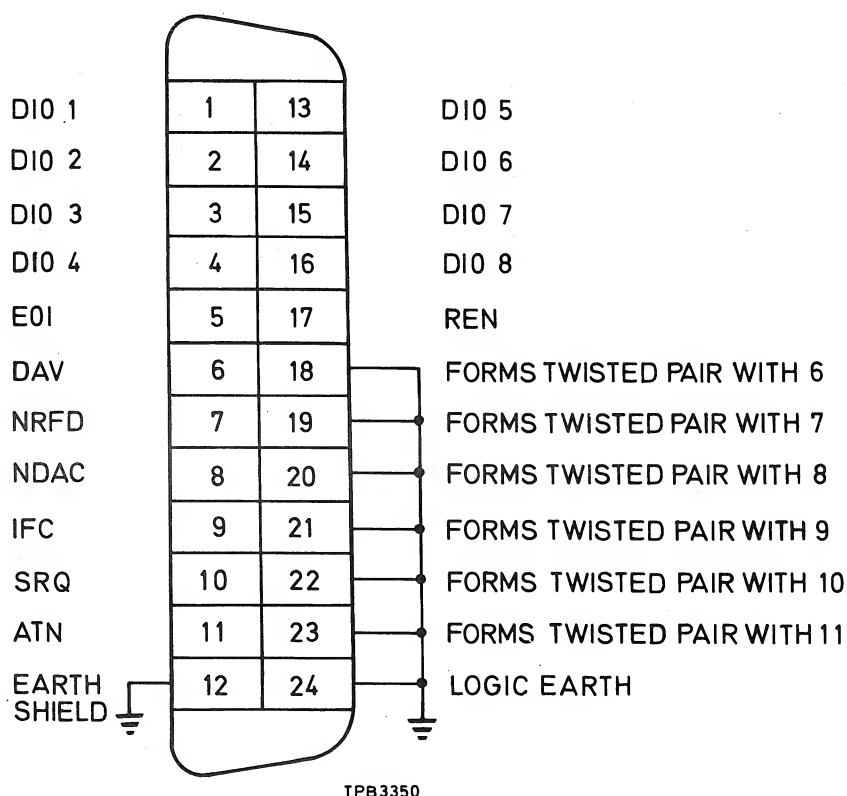 DIO 1 1 13 DIO 5
DIO 2 2 14 DIO 6
DIO 3 3 15 DIO 7
DIO 4 4 16 DIO 8
EOI 5 17 REN
DAV 6 18 FORMS TWISTED PAIR WITH 6
NRFD 7 19 FORMS TWISTED PAIR WITH 7
NDAC 8 20 FORMS TWISTED PAIR WITH 8
IFC 9 21 FORMS TWISTED PAIR WITH 9
SRQ 10 22 FORMS TWISTED PAIR WITH 10
ATN 11 23 FORMS TWISTED PAIR WITH 11
EARTH 12 24 LOGIC EARTH
SHIELD
TPB3350